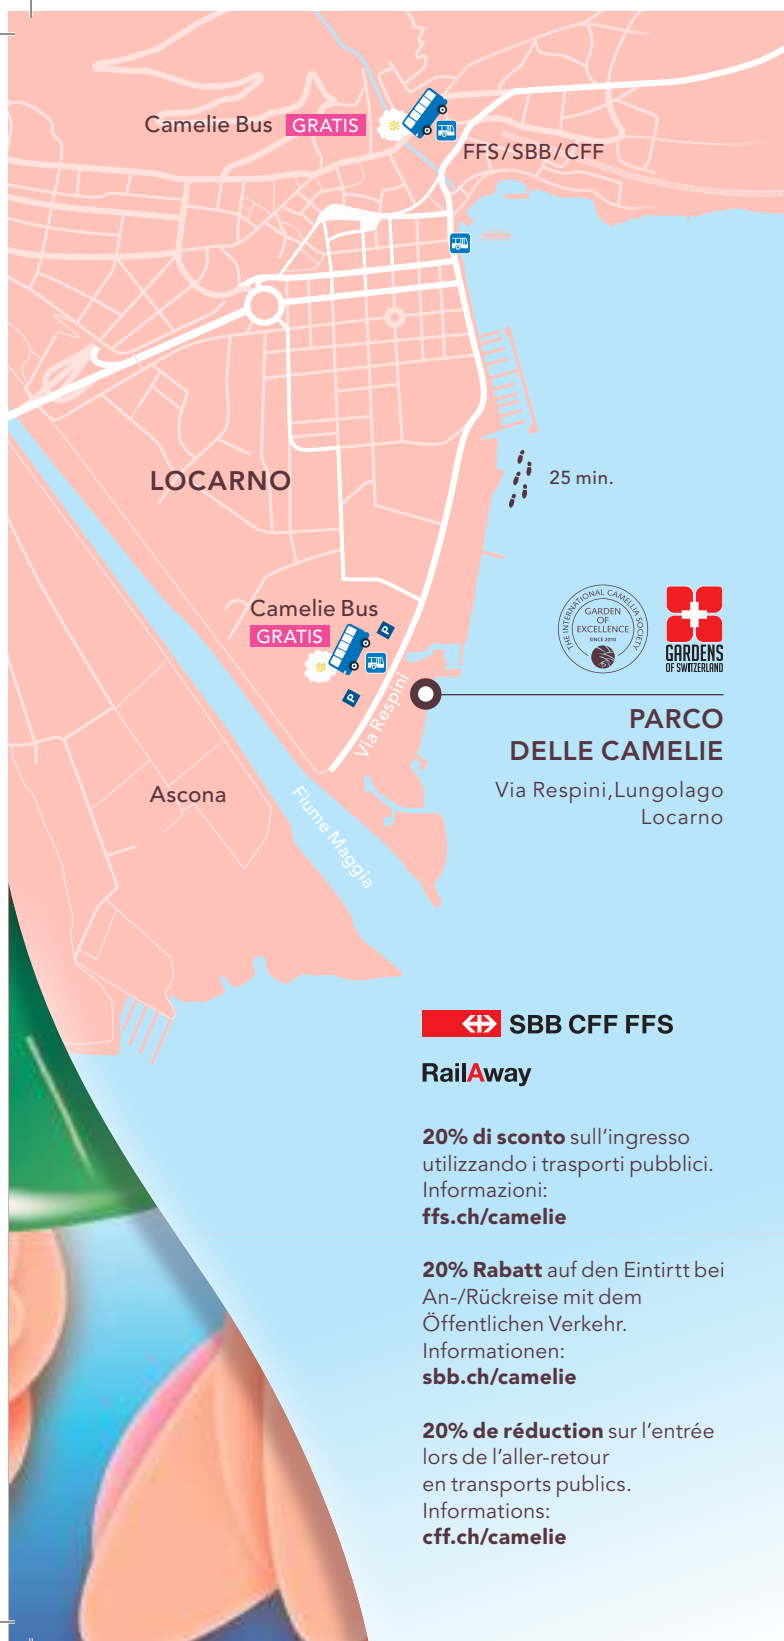 Camelie Bus GRATIS
FFS/SBB/CFF
LOCARNO
25 min.
Camelie Bus
GRATIS
P
P
Via Respini
THE INTERNATIONAL CAMELLIA SOCIETY
GARDEN
OF
EXCELLENCE
SINCE 2010
GARDENS
OF SWITZERLAND
PARCO
DELLE CAMELIE
Via Respini,Lungolago
Locarno
Ascona
Fiume Maggia
SBB CFF FFS
RailAway
20% di sconto sull’ingresso
utilizzando i trasporti pubblici.
Informazioni:
ffs.ch/camelie
20% Rabatt auf den Eintirtt bei
An-/Rückreise mit dem
Öffentlichen Verkehr.
Informationen:
sbb.ch/camelie
20% de réduction sur l’entrée
lors de l’aller-retour
en transports publics.
Informations:
cff.ch/camelie